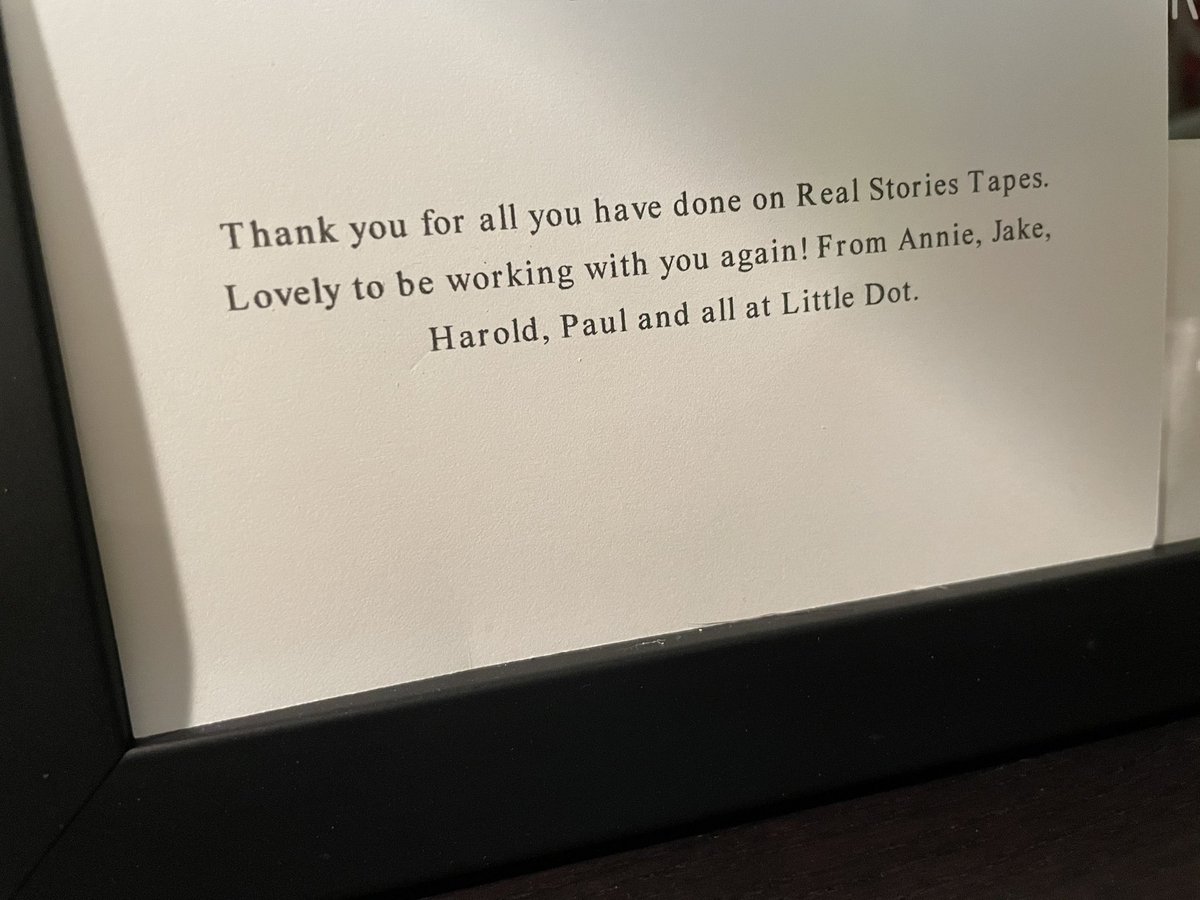 Thank you for all you have done on Real Stories Tapes.
Lovely to be working with you again! From Annie, Jake,
Harold, Paul and all at Little Dot.